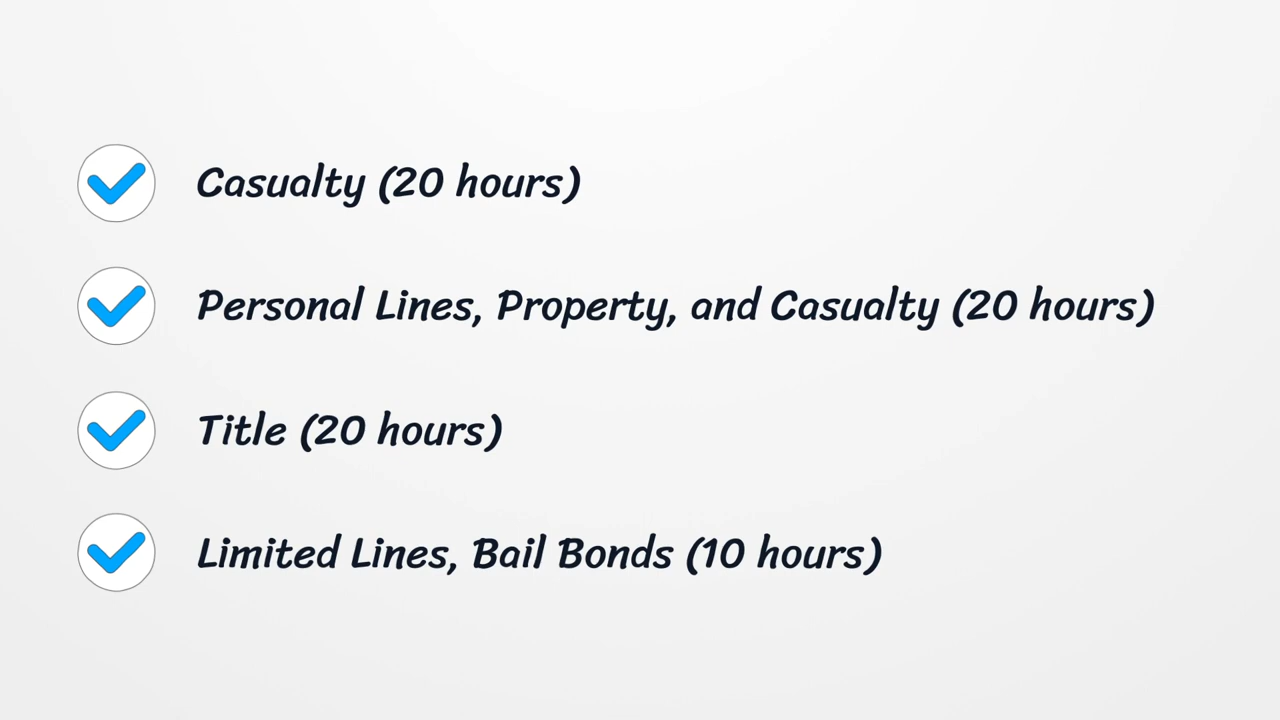 Casualty (20 hours)
Personal Lines, Property, and Casualty (20 hours)
Title (20 hours)
Limited Lines, Bail Bonds (10 hours)